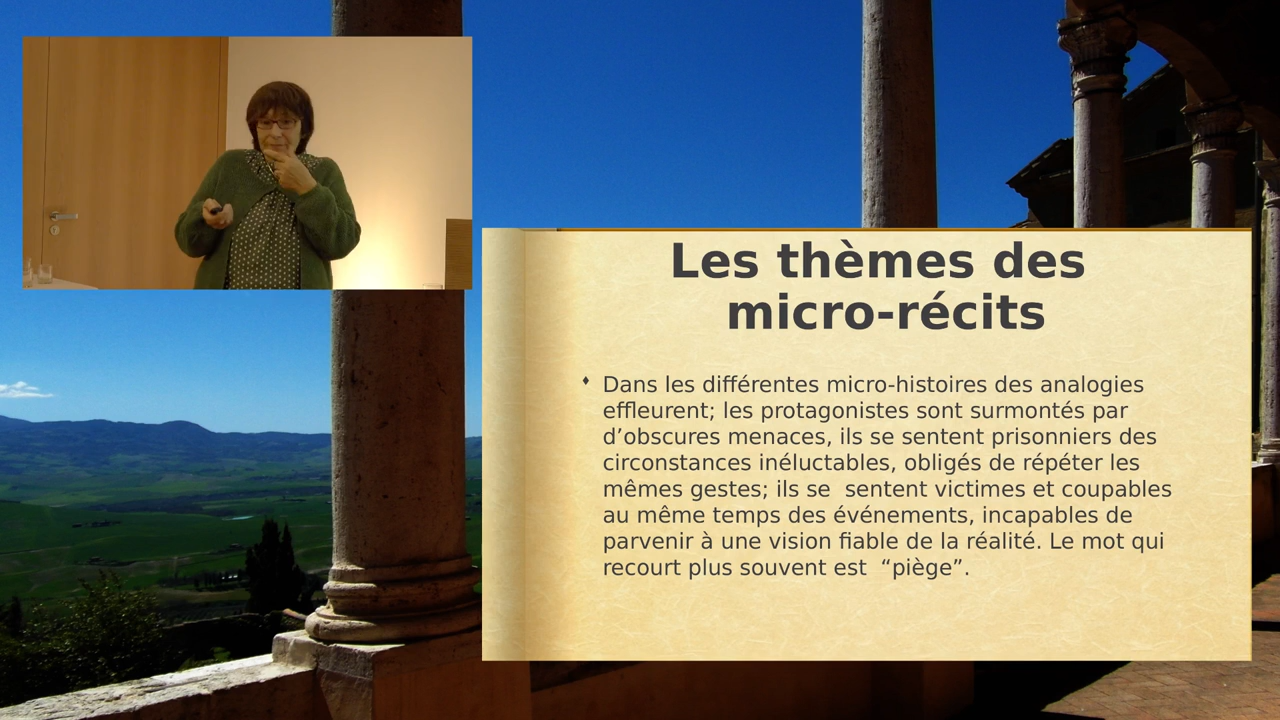 Les thèmes des
micro-récits
Dans les différentes micro-histoires des analogies
effleurent; les protagonistes sont surmontés par
d’obscures menaces, ils se sentent prisonniers des
circonstances inéluctables, obligés de répéter les
mêmes gestes; ils se  sentent victimes et coupables
au même temps des événements, incapables de
parvenir à une vision fiable de la réalité. Le mot qui
recourt plus souvent est  “piège”.